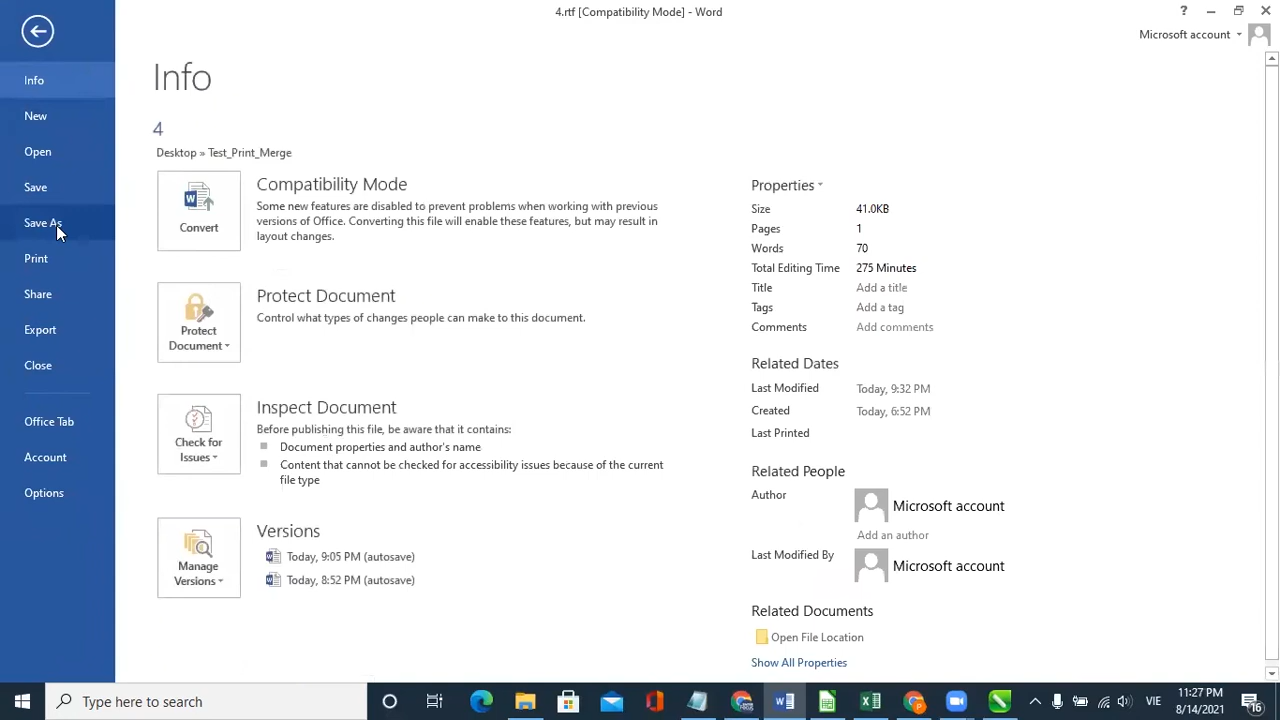 4.rtf [Compatibility Mode] - Word
?
Microsoft account
Info
New
Open
Save
Save As
Print
Share
Export
Close
Office Tab
Account
Options
Info
4
Desktop » Test_Print_Merge
Convert
Compatibility Mode
Some new features are disabled to prevent problems when working with previous
versions of Office. Converting this file will enable these features, but may result in
layout changes.
Protect
Document
Protect Document
Control what types of changes people can make to this document.
Check for
Issues
Inspect Document
Before publishing this file, be aware that it contains:
Document properties and author's name
Content that cannot be checked for accessibility issues because of the current
file type
Manage
Versions
Versions
Today, 9:05 PM (autosave)
Today, 8:52 PM (autosave)
Properties
Size 41.0KB
Pages 1
Words 70
Total Editing Time 275 Minutes
Title Add a title
Tags Add a tag
Comments Add comments
Related Dates
Last Modified Today, 9:32 PM
Created Today, 6:52 PM
Last Printed
Related People
Author Microsoft account
Add an author
Last Modified By Microsoft account
Related Documents
Open File Location
Show All Properties
Type here to search
VIE
11:27 PM
8/14/2021
16